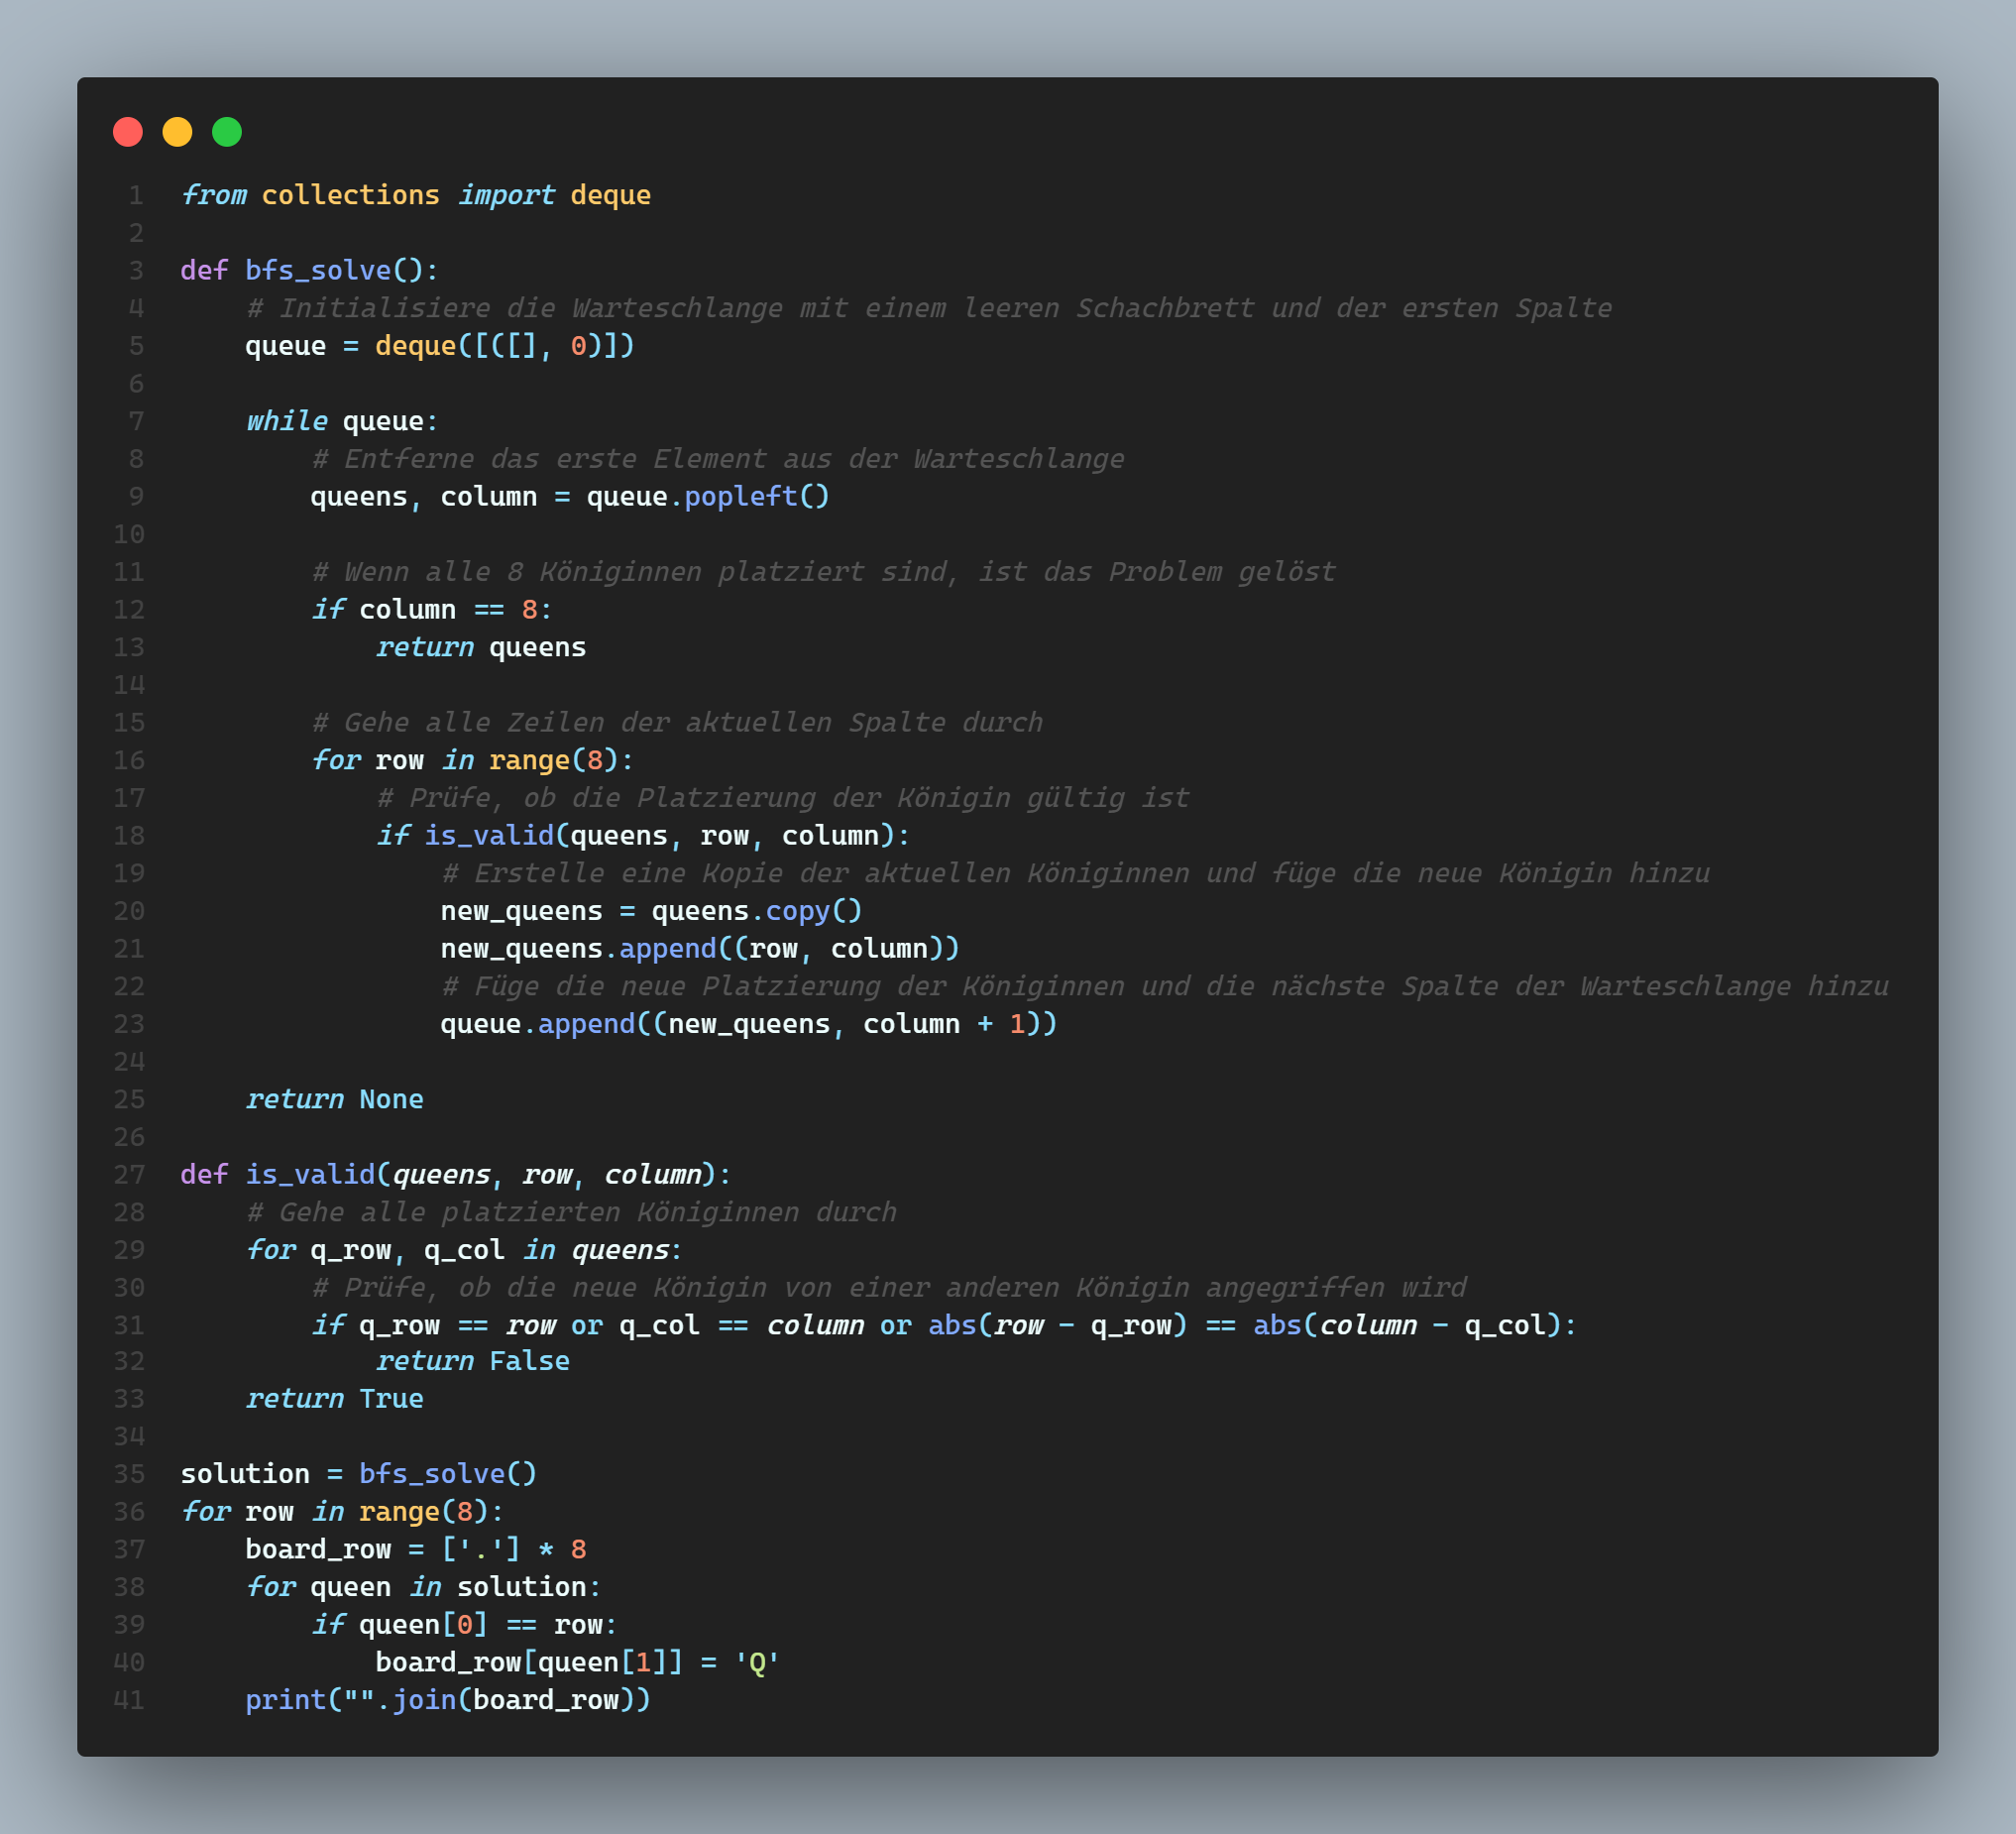 1 from collections import deque
2
3 def bfs_solve():
4     # Initialisiere die Warteschlange mit einem leeren Schachbrett und der ersten Spalte
5     queue = deque([([], 0)])
6
7     while queue:
8         # Entferne das erste Element aus der Warteschlange
9         queens, column = queue.popleft()
10
11         # Wenn alle 8 Königinnen platziert sind, ist das Problem gelöst
12         if column == 8:
13             return queens
14
15         # Gehe alle Zeilen der aktuellen Spalte durch
16         for row in range(8):
17             # Prüfe, ob die Platzierung der Königin gültig ist
18             if is_valid(queens, row, column):
19                 # Erstelle eine Kopie der aktuellen Königinnen und füge die neue Königin hinzu
20                 new_queens = queens.copy()
21                 new_queens.append((row, column))
22                 # Füge die neue Platzierung der Königinnen und die nächste Spalte der Warteschlange hinzu
23                 queue.append((new_queens, column + 1))
24
25     return None
26
27 def is_valid(queens, row, column):
28     # Gehe alle platzierten Königinnen durch
29     for q_row, q_col in queens:
30         # Prüfe, ob die neue Königin von einer anderen Königin angegriffen wird
31         if q_row == row or q_col == column or abs(row - q_row) == abs(column - q_col):
32             return False
33     return True
34
35 solution = bfs_solve()
36 for row in range(8):
37     board_row = ['.'] * 8
38     for queen in solution:
39         if queen[0] == row:
40             board_row[queen[1]] = 'Q'
41     print("".join(board_row))